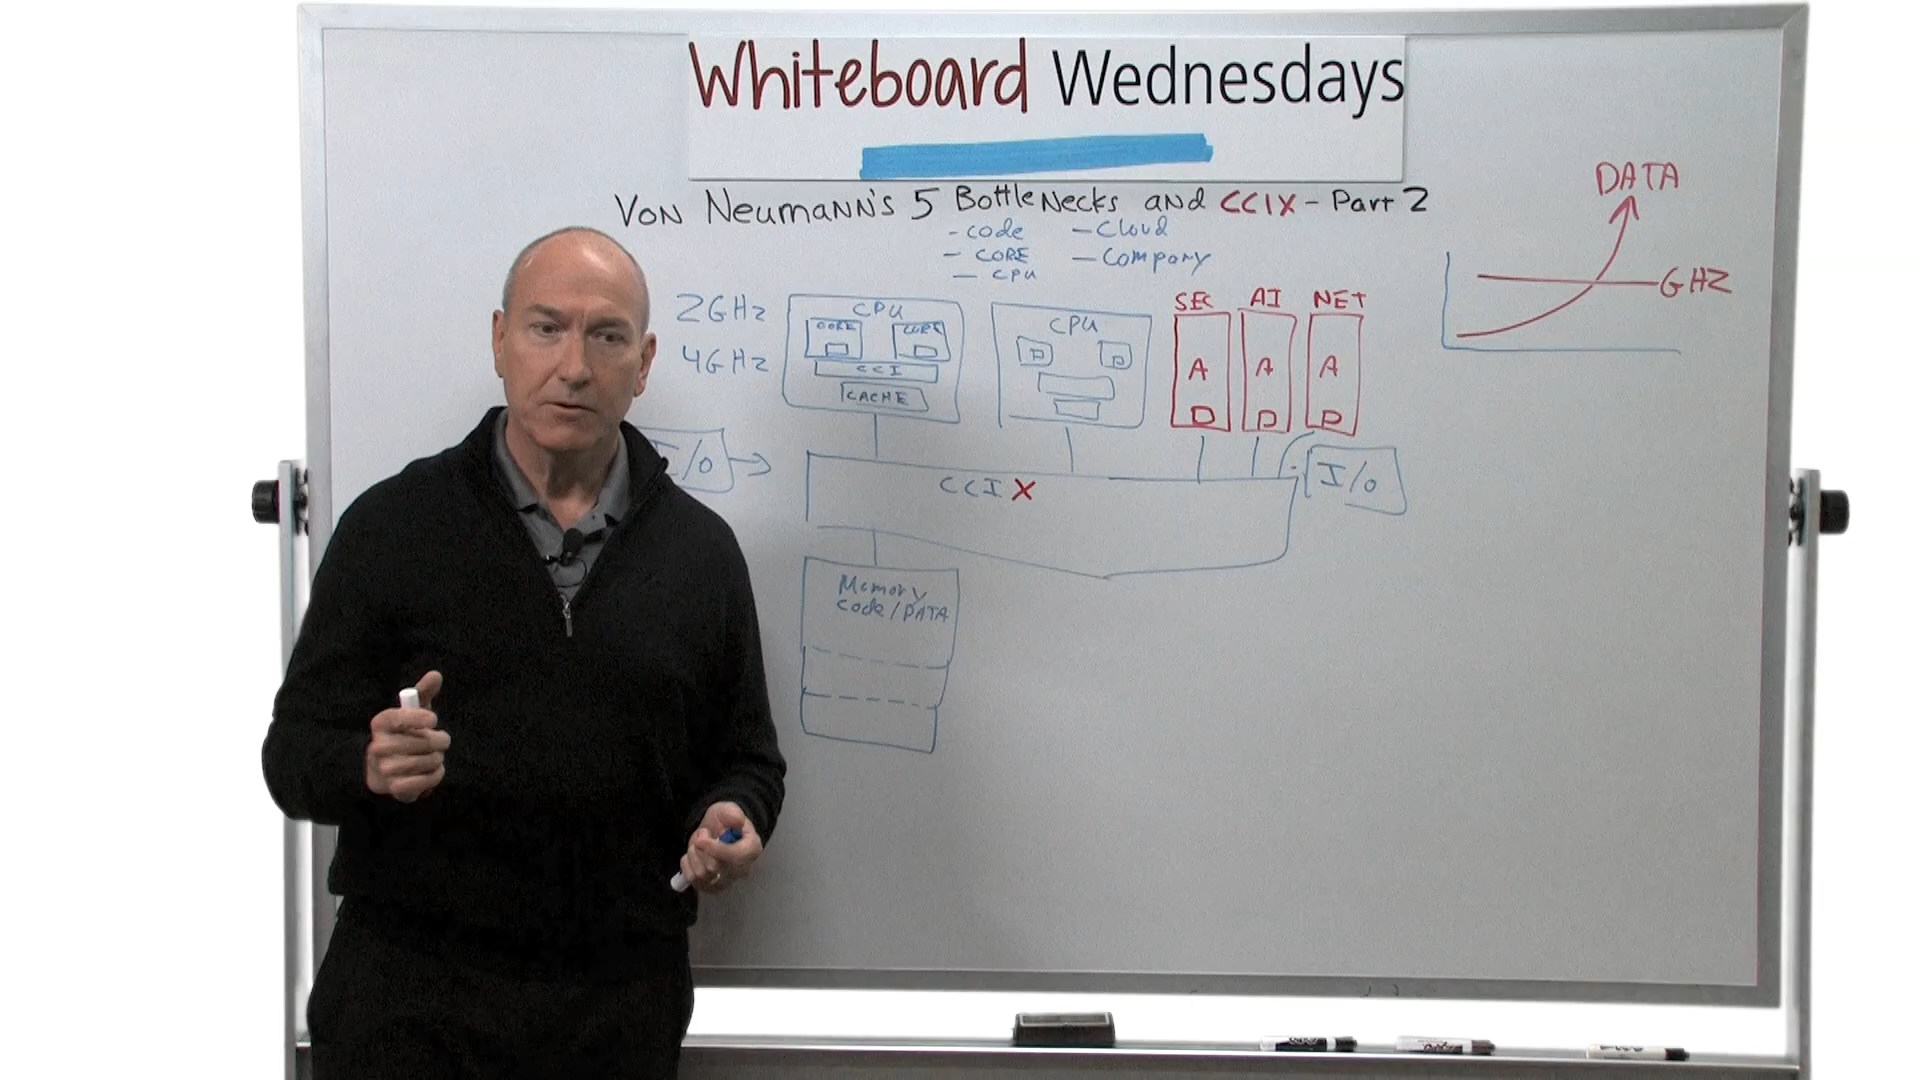 Whiteboard Wednesdays
Von Neumann's 5 BottleNecks and CCIX - Part 2
- code
- CORE
- CPU
- Cloud
- Company
2GHz
4GHz
CPU
CORE CORE
CCI
CACHE
CPU
D D
SEC AI NET
A A A
D D D
DATA
GHZ
I/O
CCIX
I/O
Memory
code/DATA